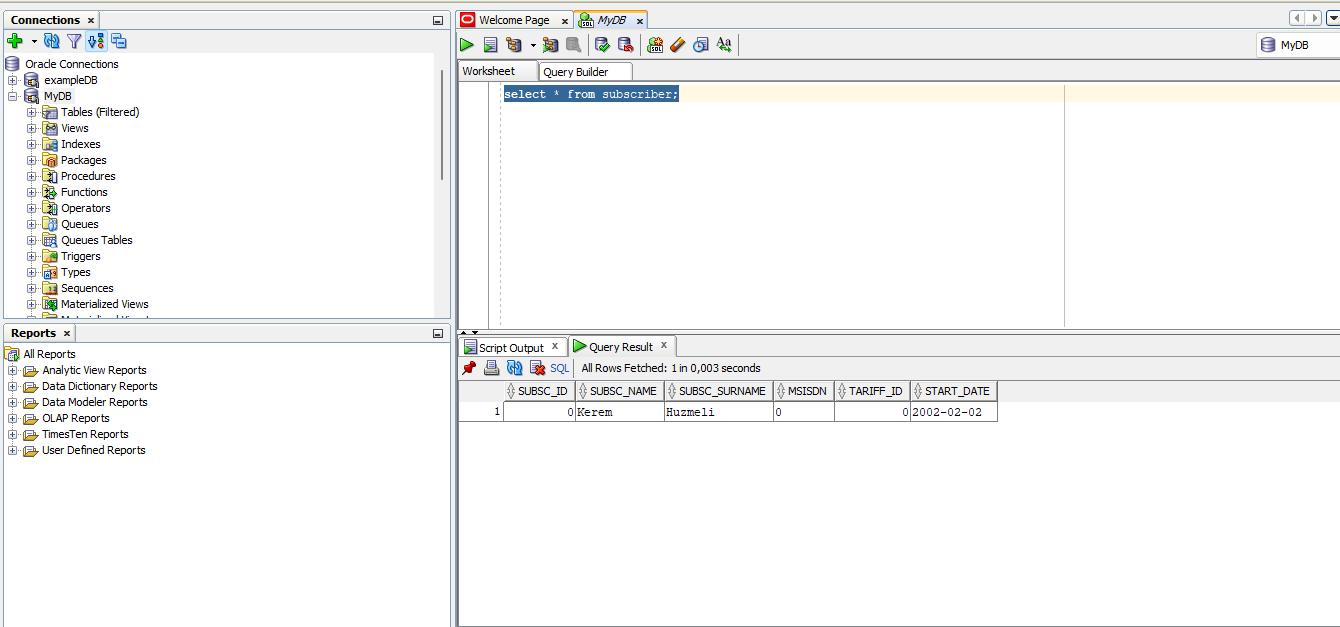 Connections
Oracle Connections
exampleDB
MyDB
Tables (Filtered)
Views
Indexes
Packages
Procedures
Functions
Operators
Queues
Queues Tables
Triggers
Types
Sequences
Materialized Views
Reports
All Reports
Analytic View Reports
Data Dictionary Reports
Data Modeler Reports
OLAP Reports
TimesTen Reports
User Defined Reports
Welcome Page MyDB
MyDB
Worksheet Query Builder
select * from subscriber;
Script Output Query Result
SQL All Rows Fetched: 1 in 0,003 seconds
SUBSC_ID SUBSC_NAME SUBSC_SURNAME MSISDN TARIFF_ID START_DATE
1 0 Kerem Huzmeli 0 0 2002-02-02